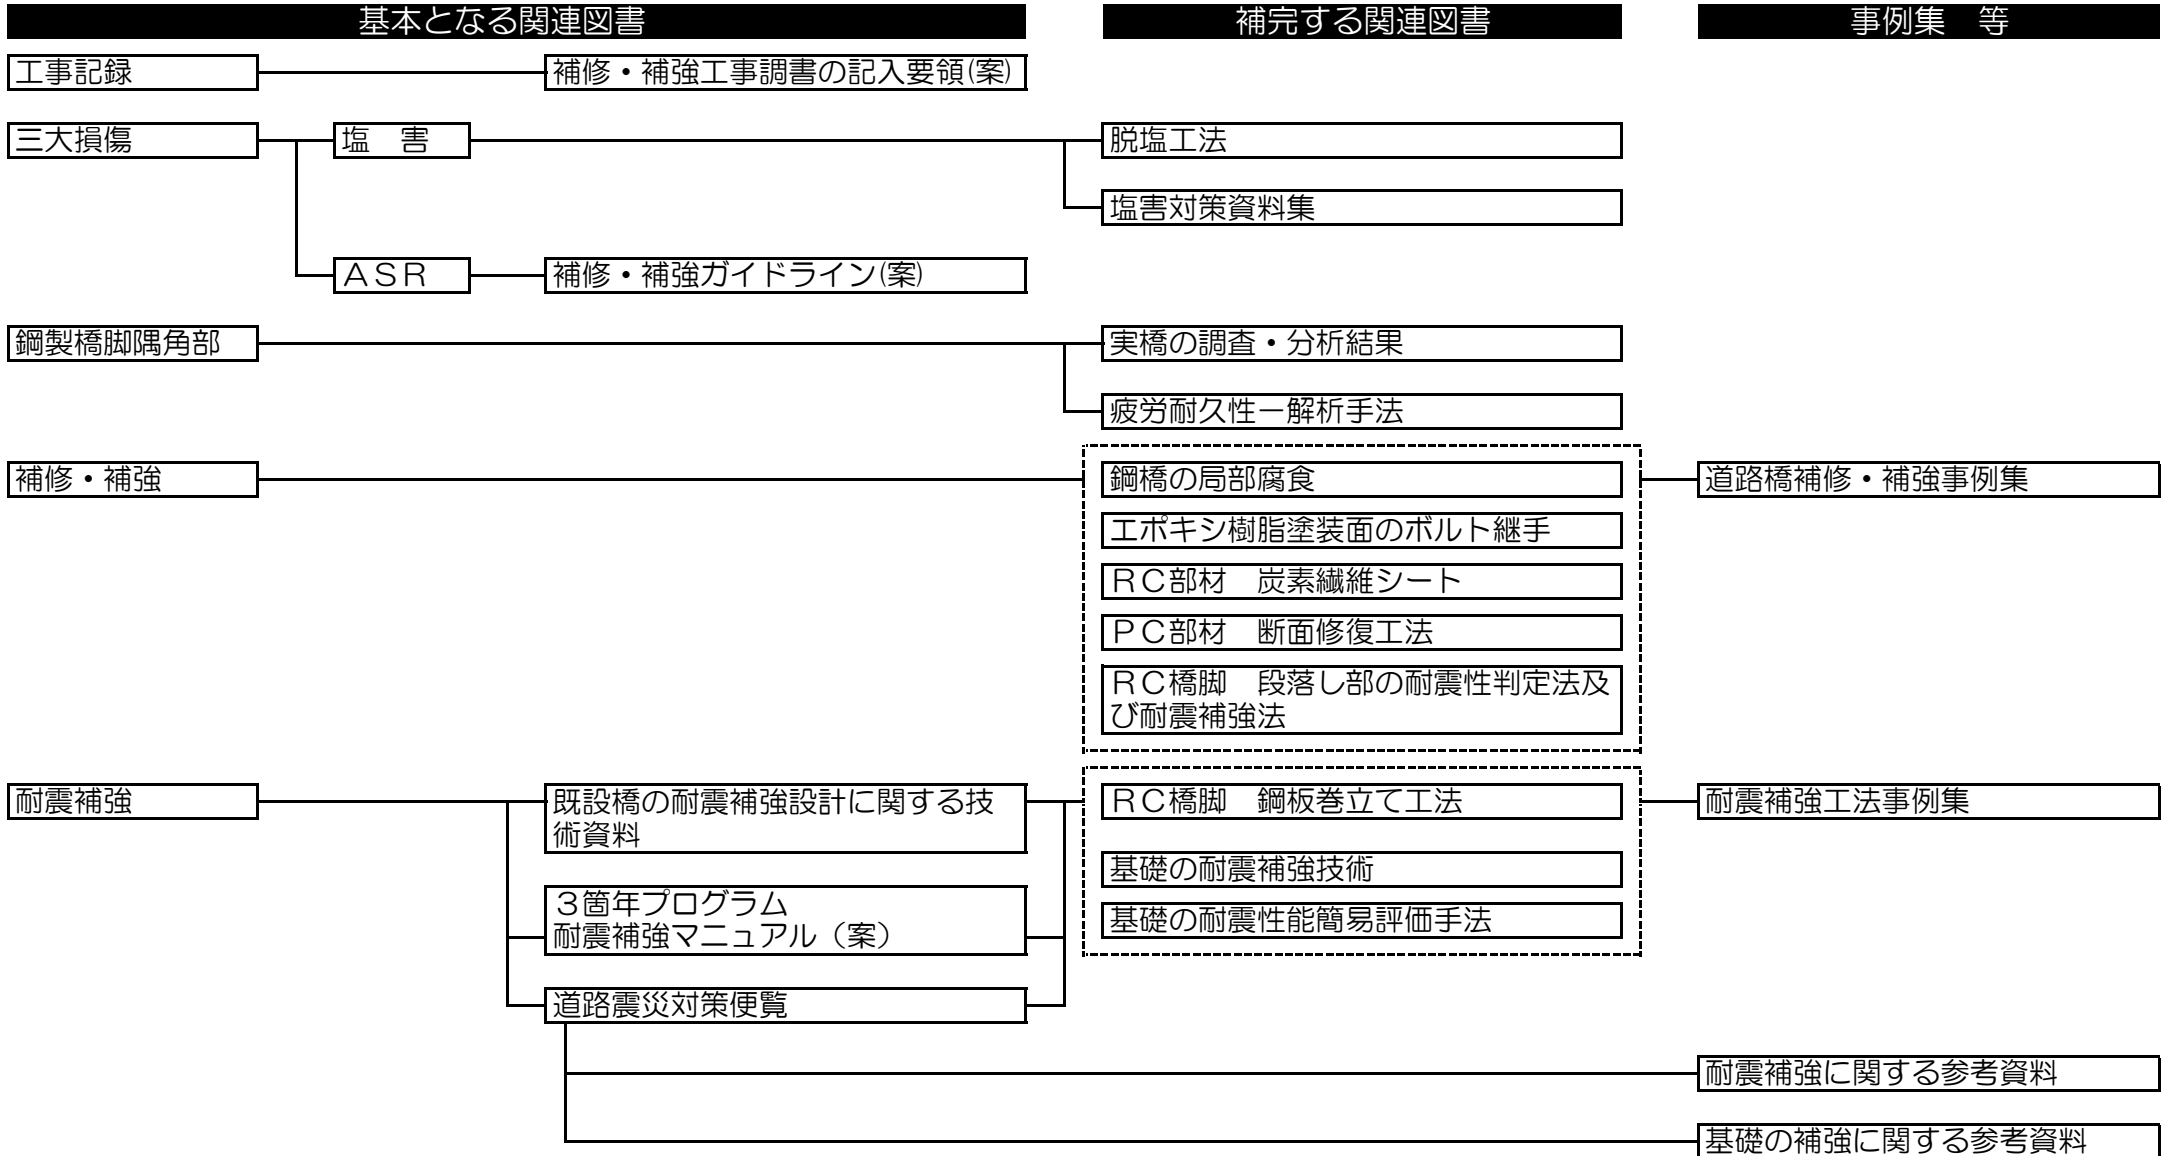 基本となる関連図書
補完する関連図書
事例集　等
工事記録
補修・補強工事調書の記入要領(案)
三大損傷
塩　害
脱塩工法
塩害対策資料集
ＡＳＲ
補修・補強ガイドライン(案)
鋼製橋脚隅角部
実橋の調査・分析結果
疲労耐久性－解析手法
補修・補強
鋼橋の局部腐食
道路橋補修・補強事例集
エポキシ樹脂塗装面のボルト継手
ＲＣ部材　炭素繊維シート
ＰＣ部材　断面修復工法
ＲＣ橋脚　段落し部の耐震性判定法及
び耐震補強法
耐震補強
既設橋の耐震補強設計に関する技
術資料
ＲＣ橋脚　鋼板巻立て工法
耐震補強工法事例集
基礎の耐震補強技術
３箇年プログラム
耐震補強マニュアル（案）
基礎の耐震性能簡易評価手法
道路震災対策便覧
耐震補強に関する参考資料
基礎の補強に関する参考資料